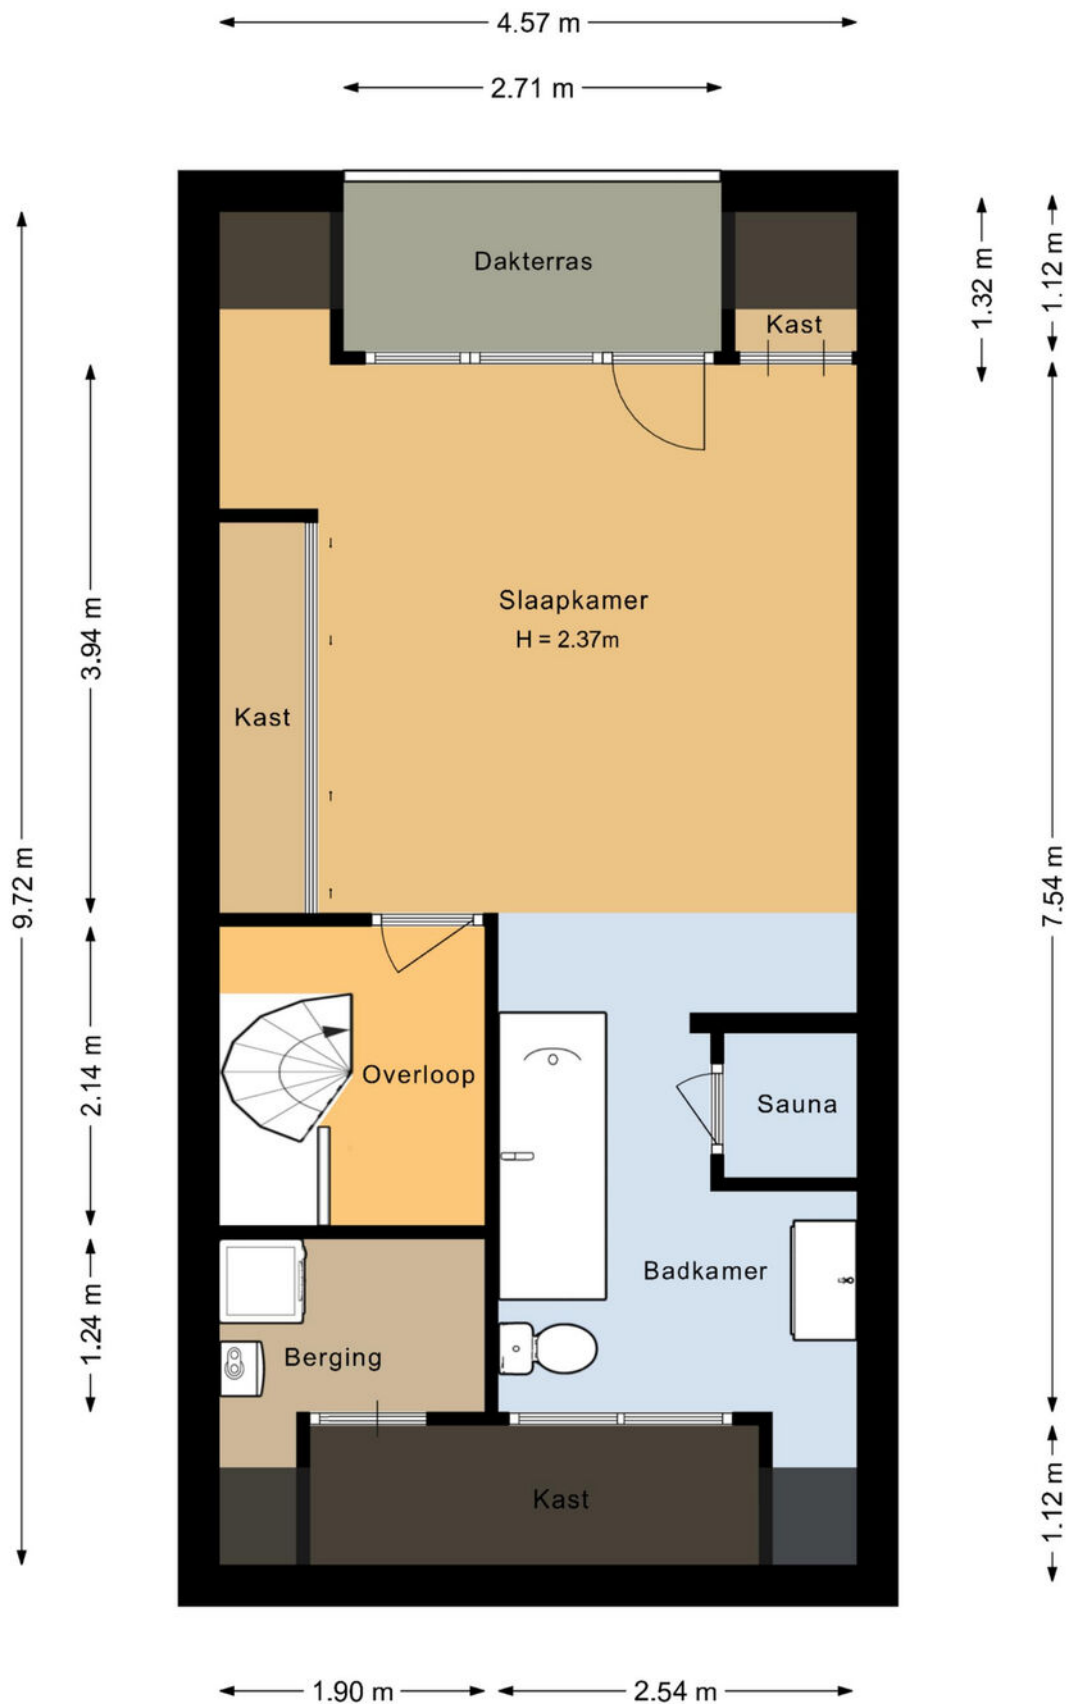 4.57 m
2.71 m
Dakterras
Kast
1.32 m
1.12 m
Slaapkamer
H = 2.37m
3.94 m
Kast
9.72 m
7.54 m
2.14 m
Overloop
Sauna
Badkamer
1.24 m
Berging
Kast
1.12 m
1.90 m
2.54 m